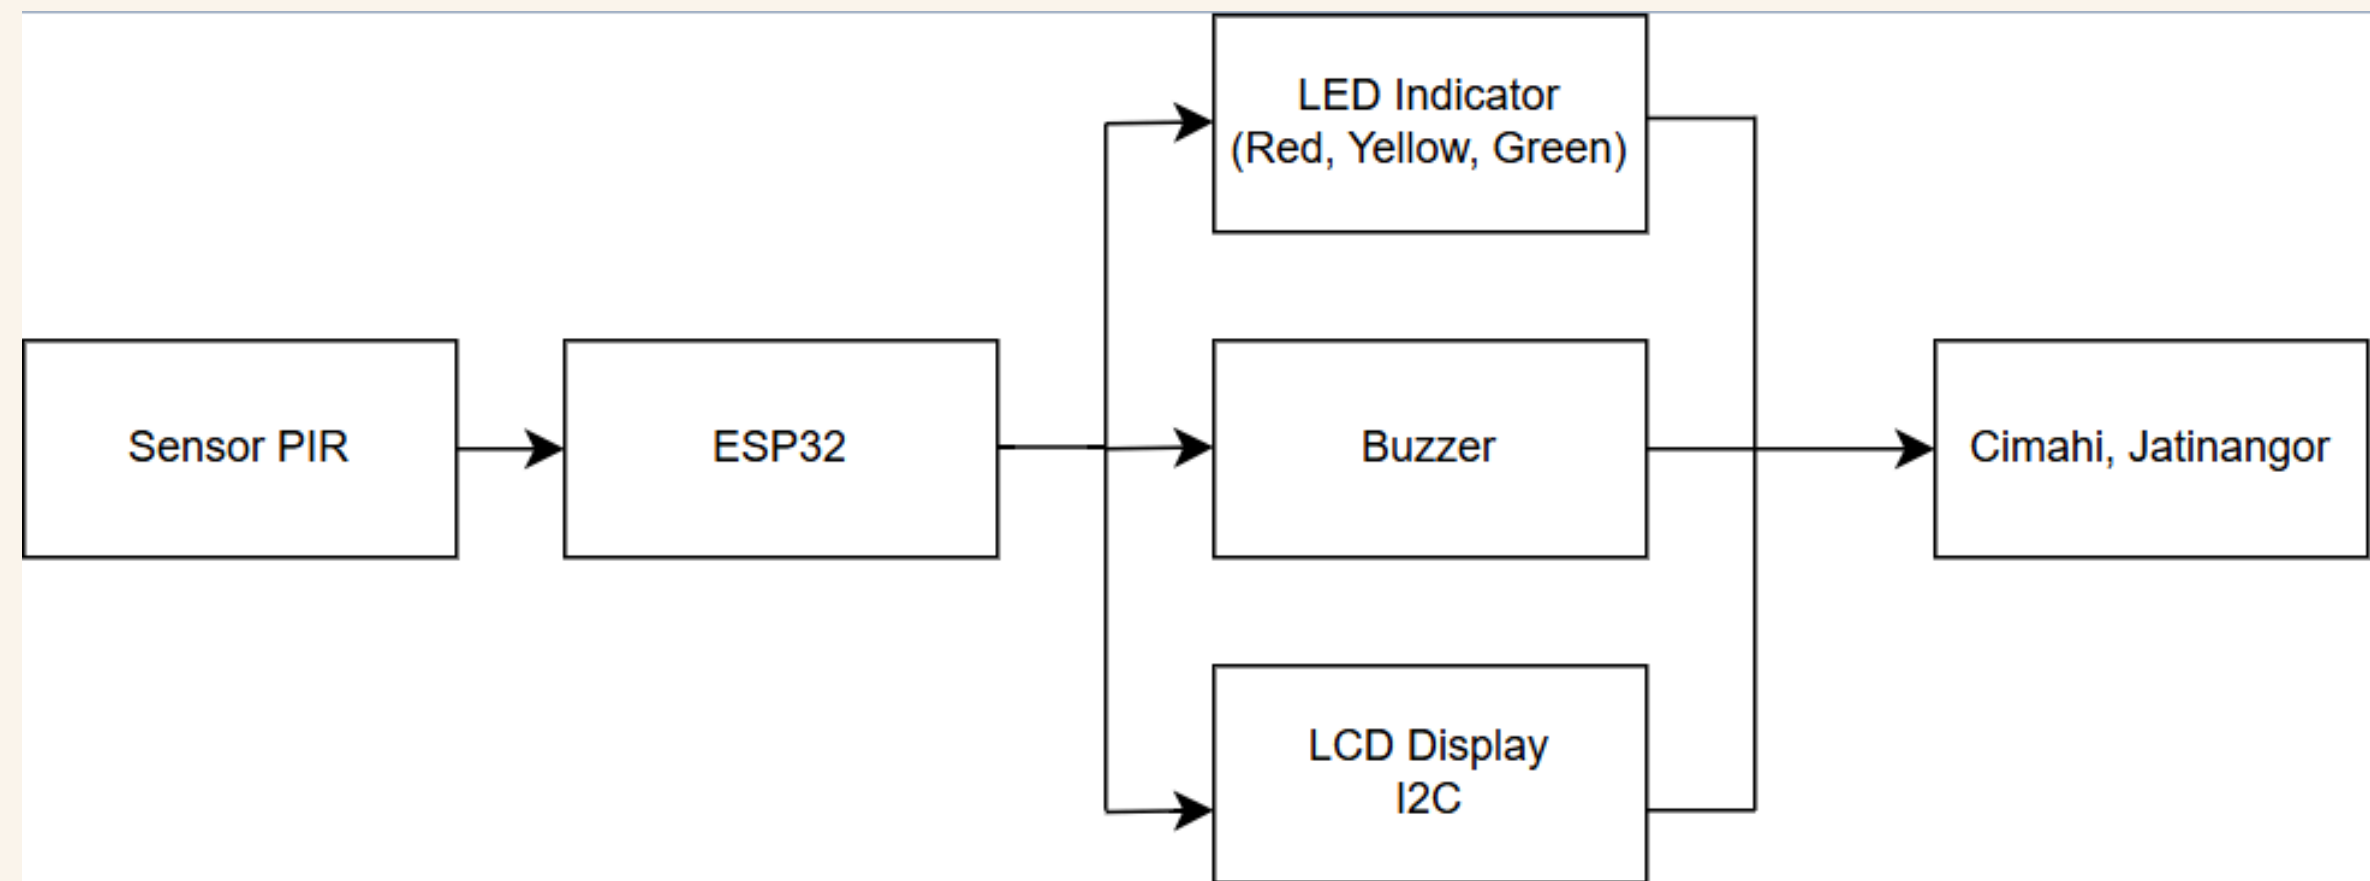 LED Indicator
(Red, Yellow, Green)
Sensor PIR
ESP32
Buzzer
Cimahi, Jatinangor
LCD Display
I2C